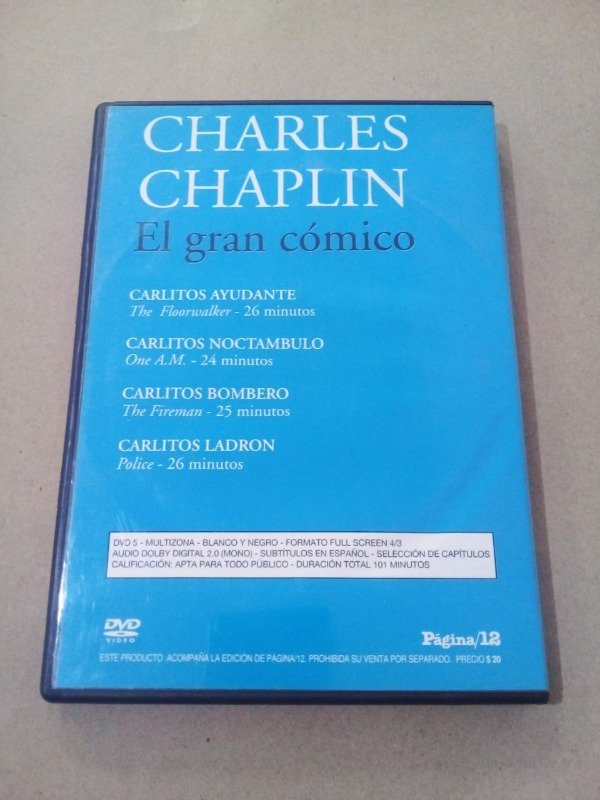 CHARLES
CHAPLIN
El gran cómico
CARLITOS AYUDANTE
The Floorwalker - 26 minutos
CARLITOS NOCTAMBULO
One A.M. - 24 minutos
CARLITOS BOMBERO
The Fireman - 25 minutos
CARLITOS LADRON
Police - 26 minutos
DVD 5 - MULTIZONA - BLANCO Y NEGRO - FORMATO FULL SCREEN 4/3
AUDIO DOLBY DIGITAL 2.0 (MONO) - SUBTÍTULOS EN ESPAÑOL - SELECCIÓN DE CAPÍTULOS
CALIFICACIÓN: APTA PARA TODO PÚBLICO - DURACIÓN TOTAL 101 MINUTOS
DVD
VIDEO
Página/12
ESTE PRODUCTO ACOMPAÑA LA EDICION DE PAGINA/12. PROHIBIDA SU VENTA POR SEPARADO. PRECIO $ 20